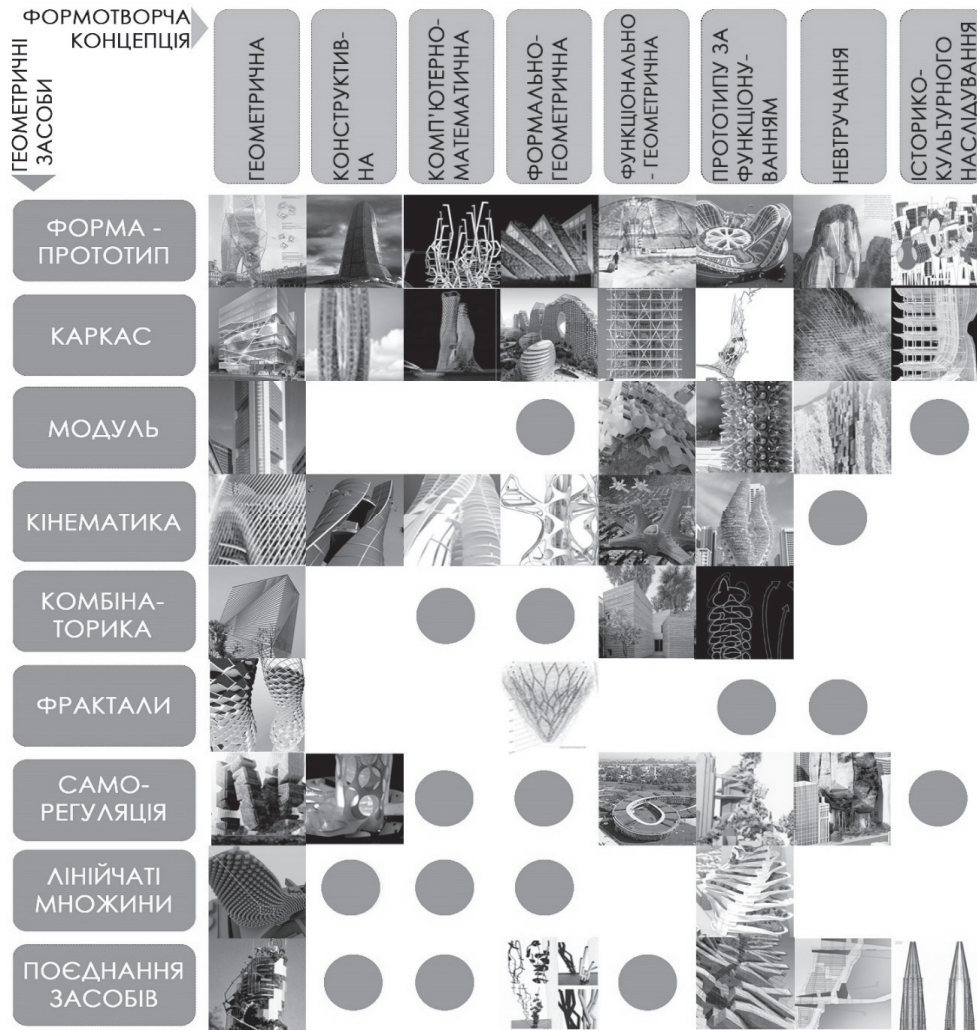 ФОРМОТВОРЧА
КОНЦЕПЦІЯ
ГЕОМЕТРИЧНІ
ЗАСОБИ
ГЕОМЕТРИЧНА
КОНСТРУКТИВ-
НА
КОМП'ЮТЕРНО-
МАТЕМАТИЧНА
ФОРМАЛЬНО-
ГЕОМЕТРИЧНА
ФУНКЦІОНАЛЬНО
- ГЕОМЕТРИЧНА
ПРОТОТИПУ ЗА
ФУНКЦІОНУ-
ВАННЯМ
НЕВТРУЧАННЯ
ІСТОРИКО-
КУЛЬТУРНОГО
НАСЛІДУВАННЯ
ФОРМА -
ПРОТОТИП
КАРКАС
МОДУЛЬ
КІНЕМАТИКА
КОМБІНА-
ТОРИКА
ФРАКТАЛИ
САМО-
РЕГУЛЯЦІЯ
ЛІНІЙЧАТІ
МНОЖИНИ
ПОЄДНАННЯ
ЗАСОБІВ